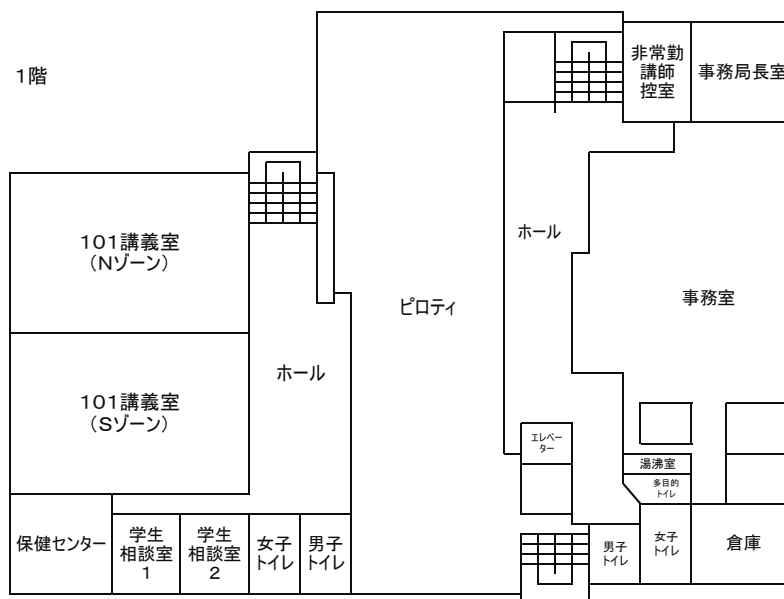 1階
非常勤
講師
控室
事務局長室
101講義室
（Nゾーン）
ホール
ピロティ
事務室
ホール
101講義室
（Sゾーン）
エレベー
ター
湯沸室
多目的
トイレ
保健センター
学生
相談室
1
学生
相談室
2
女子
トイレ
男子
トイレ
男子
トイレ
女子
トイレ
倉庫